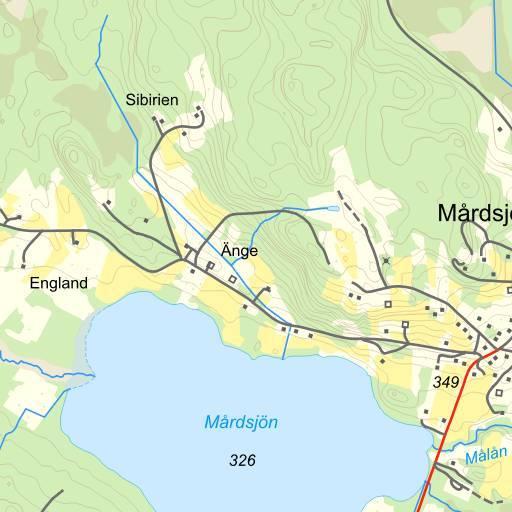 Sibirien
Mårdsjö
Änge
England
349
Mårdsjön
326
Målån